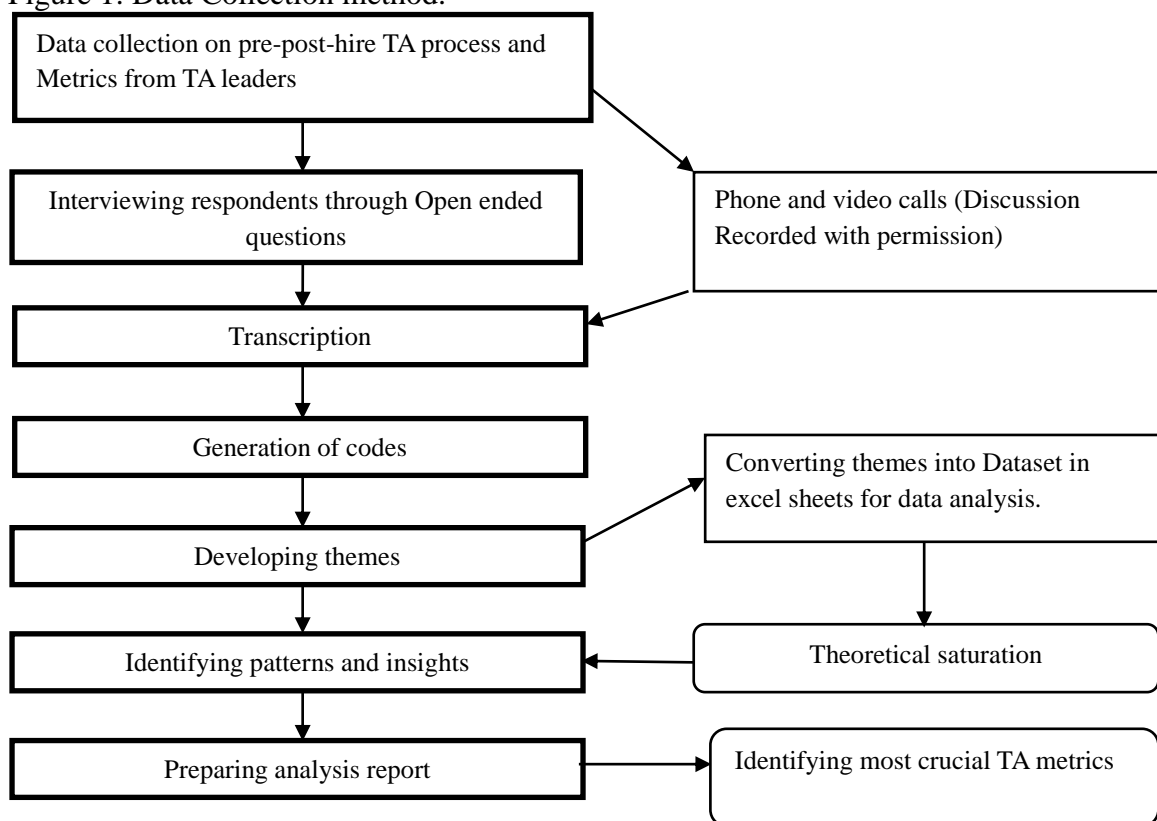 Figure 1: Data Collection method.
Data collection on pre-post-hire TA process and
Metrics from TA leaders
Interviewing respondents through Open ended
questions
Phone and video calls (Discussion
Recorded with permission)
Transcription
Generation of codes
Converting themes into Dataset in
excel sheets for data analysis.
Developing themes
Theoretical saturation
Identifying patterns and insights
Preparing analysis report
Identifying most crucial TA metrics